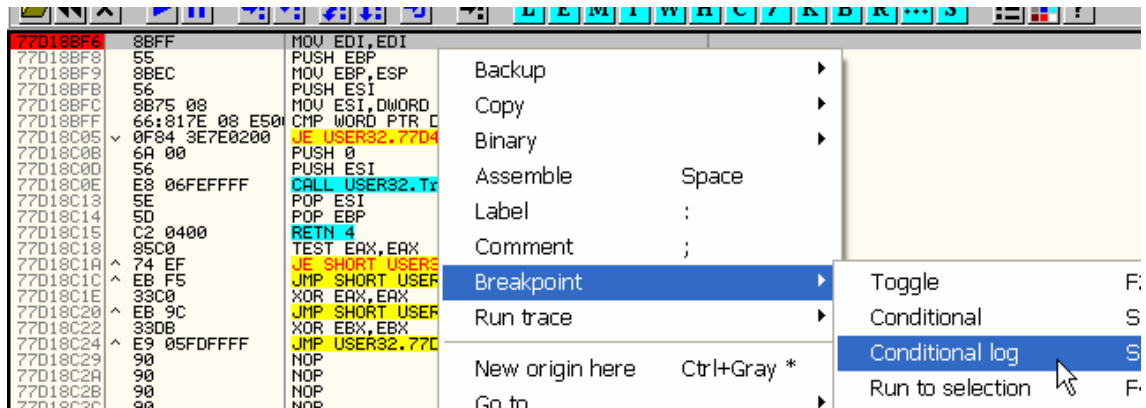 L E M T W H C / K B R ... S ?
77D18BF6 8BFF MOV EDI,EDI
77D18BF8 55 PUSH EBP
77D18BF9 8BEC MOV EBP,ESP
77D18BFB 56 PUSH ESI
77D18BFC 8B75 08 MOV ESI,DWORD
77D18BFF 66:817E 08 E50 CMP WORD PTR
77D18C05 0F84 3E7E0200 JE USER32.77D4
77D18C0B 6A 00 PUSH 0
77D18C0D 56 PUSH ESI
77D18C0E E8 06FEFFFF CALL USER32.Tr
77D18C13 5E POP ESI
77D18C14 5D POP EBP
77D18C15 C2 0400 RETN 4
77D18C18 85C0 TEST EAX,EAX
77D18C1A ^ 74 EF JE SHORT USER3
77D18C1C ^ EB F5 JMP SHORT USER
77D18C1E 33C0 XOR EAX,EAX
77D18C20 ^ EB 9C JMP SHORT USER
77D18C22 33DB XOR EBX,EBX
77D18C24 ^ E9 05FDFFFF JMP USER32.77D
77D18C29 90 NOP
77D18C2A 90 NOP
77D18C2B 90 NOP
90 NOP
Backup
Copy
Binary
Assemble Space
Label :
Comment ;
Breakpoint
Run trace
New origin here Ctrl+Gray *
Go to
Toggle F2
Conditional S
Conditional log S
Run to selection F4